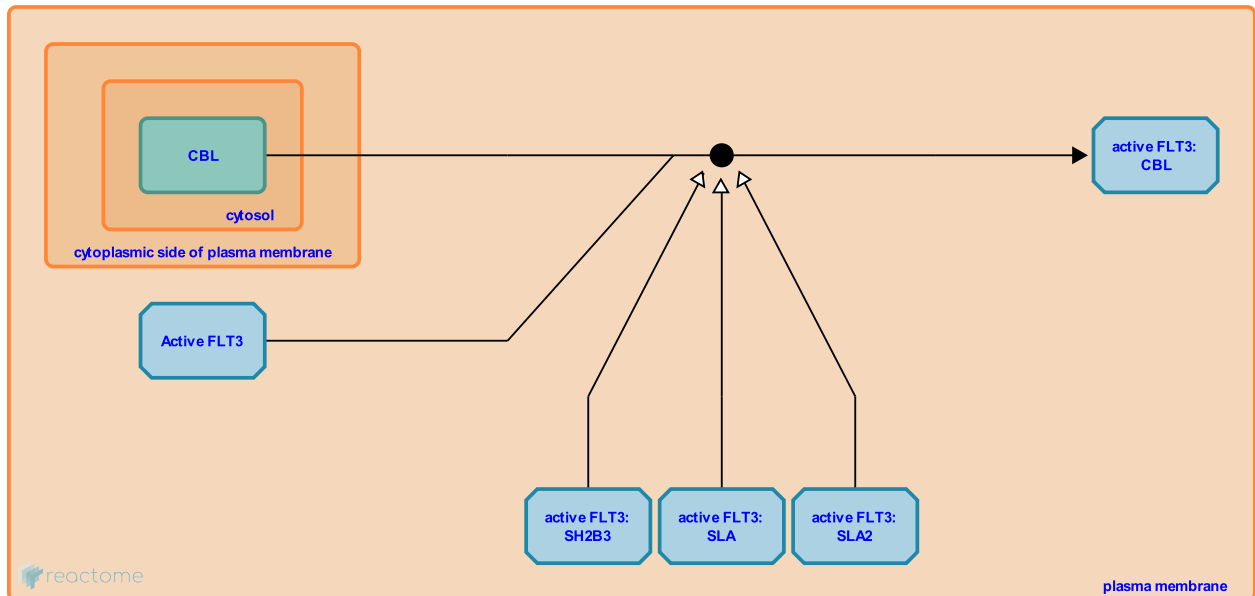 CBL
cytosol
cytoplasmic side of plasma membrane
active FLT3:
CBL
Active FLT3
active FLT3:
SH2B3
active FLT3:
SLA
active FLT3:
SLA2
reactome
plasma membrane